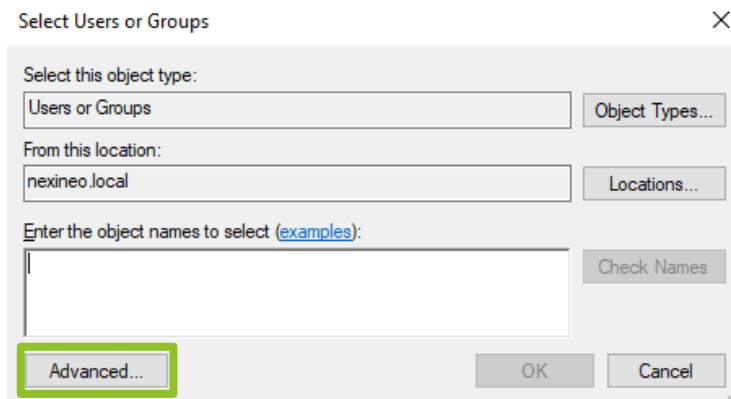 Select Users or Groups
Select this object type:
Users or Groups
Object Types...
From this location:
nexineo.local
Locations...
Enter the object names to select (examples):
Check Names
Advanced...
OK
Cancel